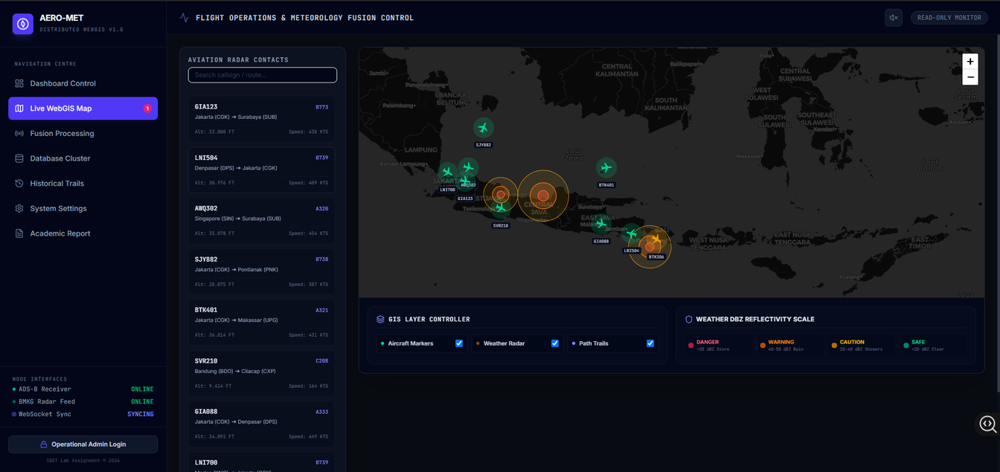 AERO-MET
DISTRIBUTED WEBGIS V1.0
NAVIGATION CENTRE
Dashboard Control
Live WebGIS Map
1
Fusion Processing
Database Cluster
Historical Trails
System Settings
Academic Report
NODE INTERFACES
ADS-B Receiver ONLINE
BMKG Radar Feed ONLINE
WebSocket Sync SYNCING
Operational Admin Login
SBDT Lab Assignment © 2026
FLIGHT OPERATIONS & METEOROLOGY FUSION CONTROL
READ-ONLY MONITOR
AVIATION RADAR CONTACTS
Search callsign / route...
GIA123 B773
Jakarta (CGK) ➔ Surabaya (SUB)
Alt: 33.000 FT Speed: 438 KTS
LNI504 B739
Denpasar (DPS) ➔ Jakarta (CGK)
Alt: 30.976 FT Speed: 409 KTS
AWQ302 A320
Singapore (SIN) ➔ Surabaya (SUB)
Alt: 35.078 FT Speed: 454 KTS
SJY882 B738
Jakarta (CGK) ➔ Pontianak (PNK)
Alt: 28.075 FT Speed: 387 KTS
BTK401 A321
Jakarta (CGK) ➔ Makassar (UPG)
Alt: 36.014 FT Speed: 431 KTS
SVR210 C208
Bandung (BDO) ➔ Cilacap (CXP)
Alt: 9.414 FT Speed: 164 KTS
GIA088 A333
Jakarta (CGK) ➔ Denpasar (DPS)
Alt: 34.091 FT Speed: 449 KTS
LNI700 B739
+
−
Palu
Jambi
Balikpapan
CENTRAL
KALIMANTAN
CENTRAL
SULAWESI
Pangkalpinang
BANGKA
BELITUNG
WEST
SULAWESI
Laut
Seram
Palembang
SOUTH
KALIMANTAN
SOUTH
SULAWESI
SOUTHEAST
SULAWESI
Kendari
Ambon
SJY882
LAMPUNG
Laut
Jawa
Makassar
Bandar Lampung
Laut
Banda
JAKARTA
AWQ302
BTK401
LNI700
GIA123
CENTRAL
JAVA
Tasikmalaya
Surabaya
SVR210
Yogyakarta
EAST JAVA
Malang
Jember
BALI
GIA088
LNI504
BTK306
WEST NUSA
TENGGARA
EAST NUSA
TENGGARA
EAST
TIMOR
Kupang
Laut
GIS LAYER CONTROLLER
Aircraft Markers
Weather Radar
Path Trails
WEATHER DBZ REFLECTIVITY SCALE
DANGER
>50 dBZ Storm
WARNING
40-50 dBZ Rain
CAUTION
20-40 dBZ Showers
SAFE
<20 dBZ Clear